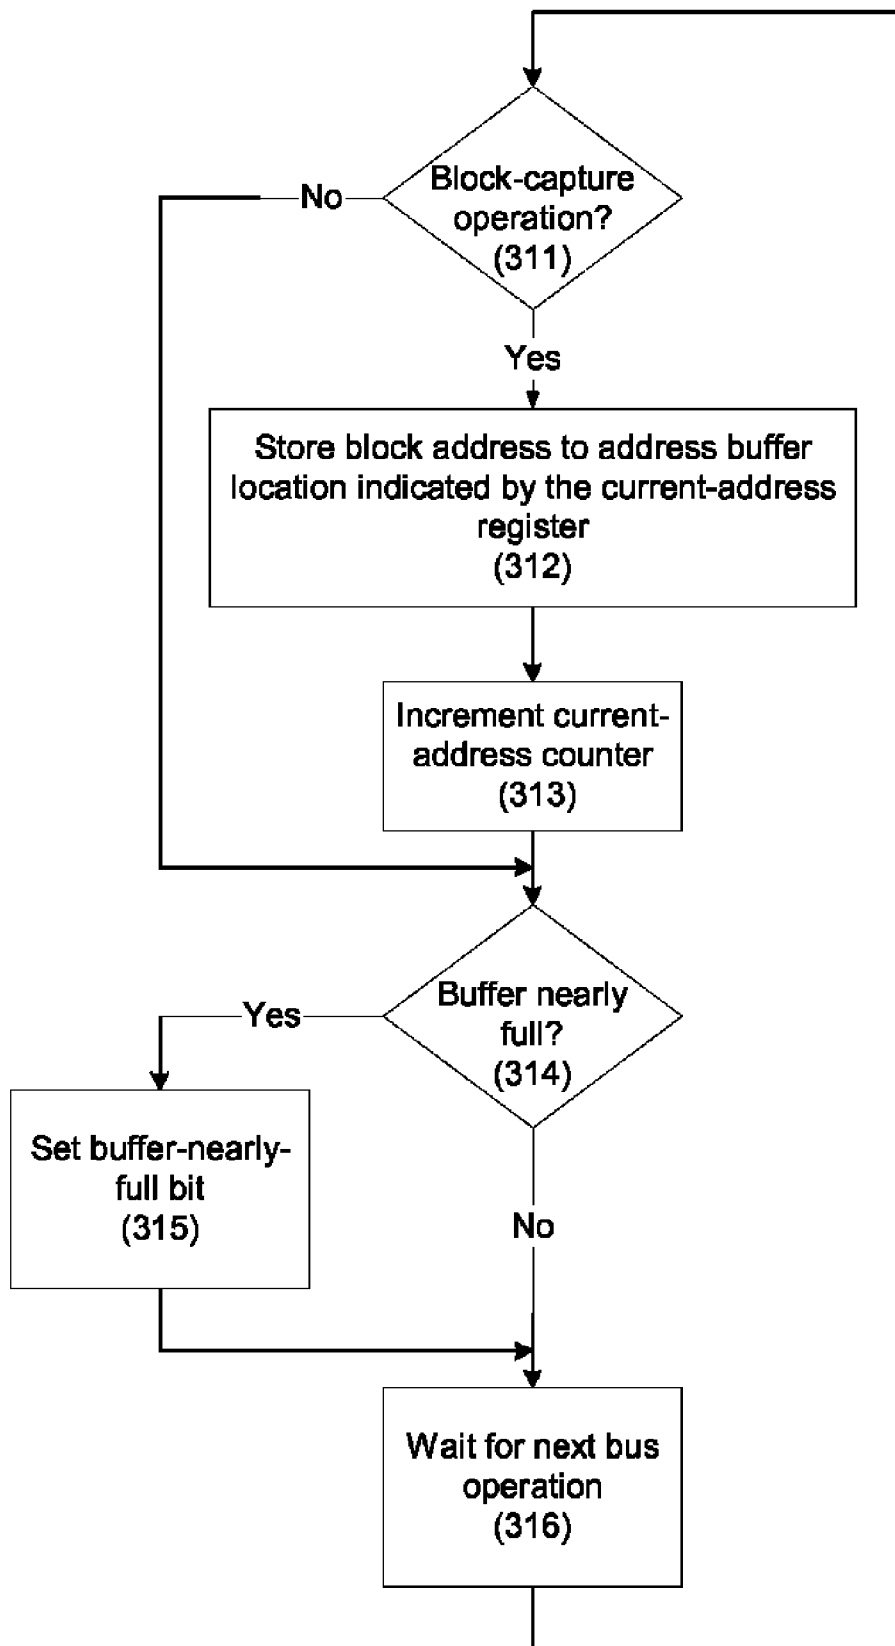 Block-capture
operation?
(311)
No
Yes
Store block address to address buffer
location indicated by the current-address
register
(312)
Increment current-
address counter
(313)
Buffer nearly
full?
(314)
Yes
Set buffer-nearly-
full bit
(315)
No
Wait for next bus
operation
(316)